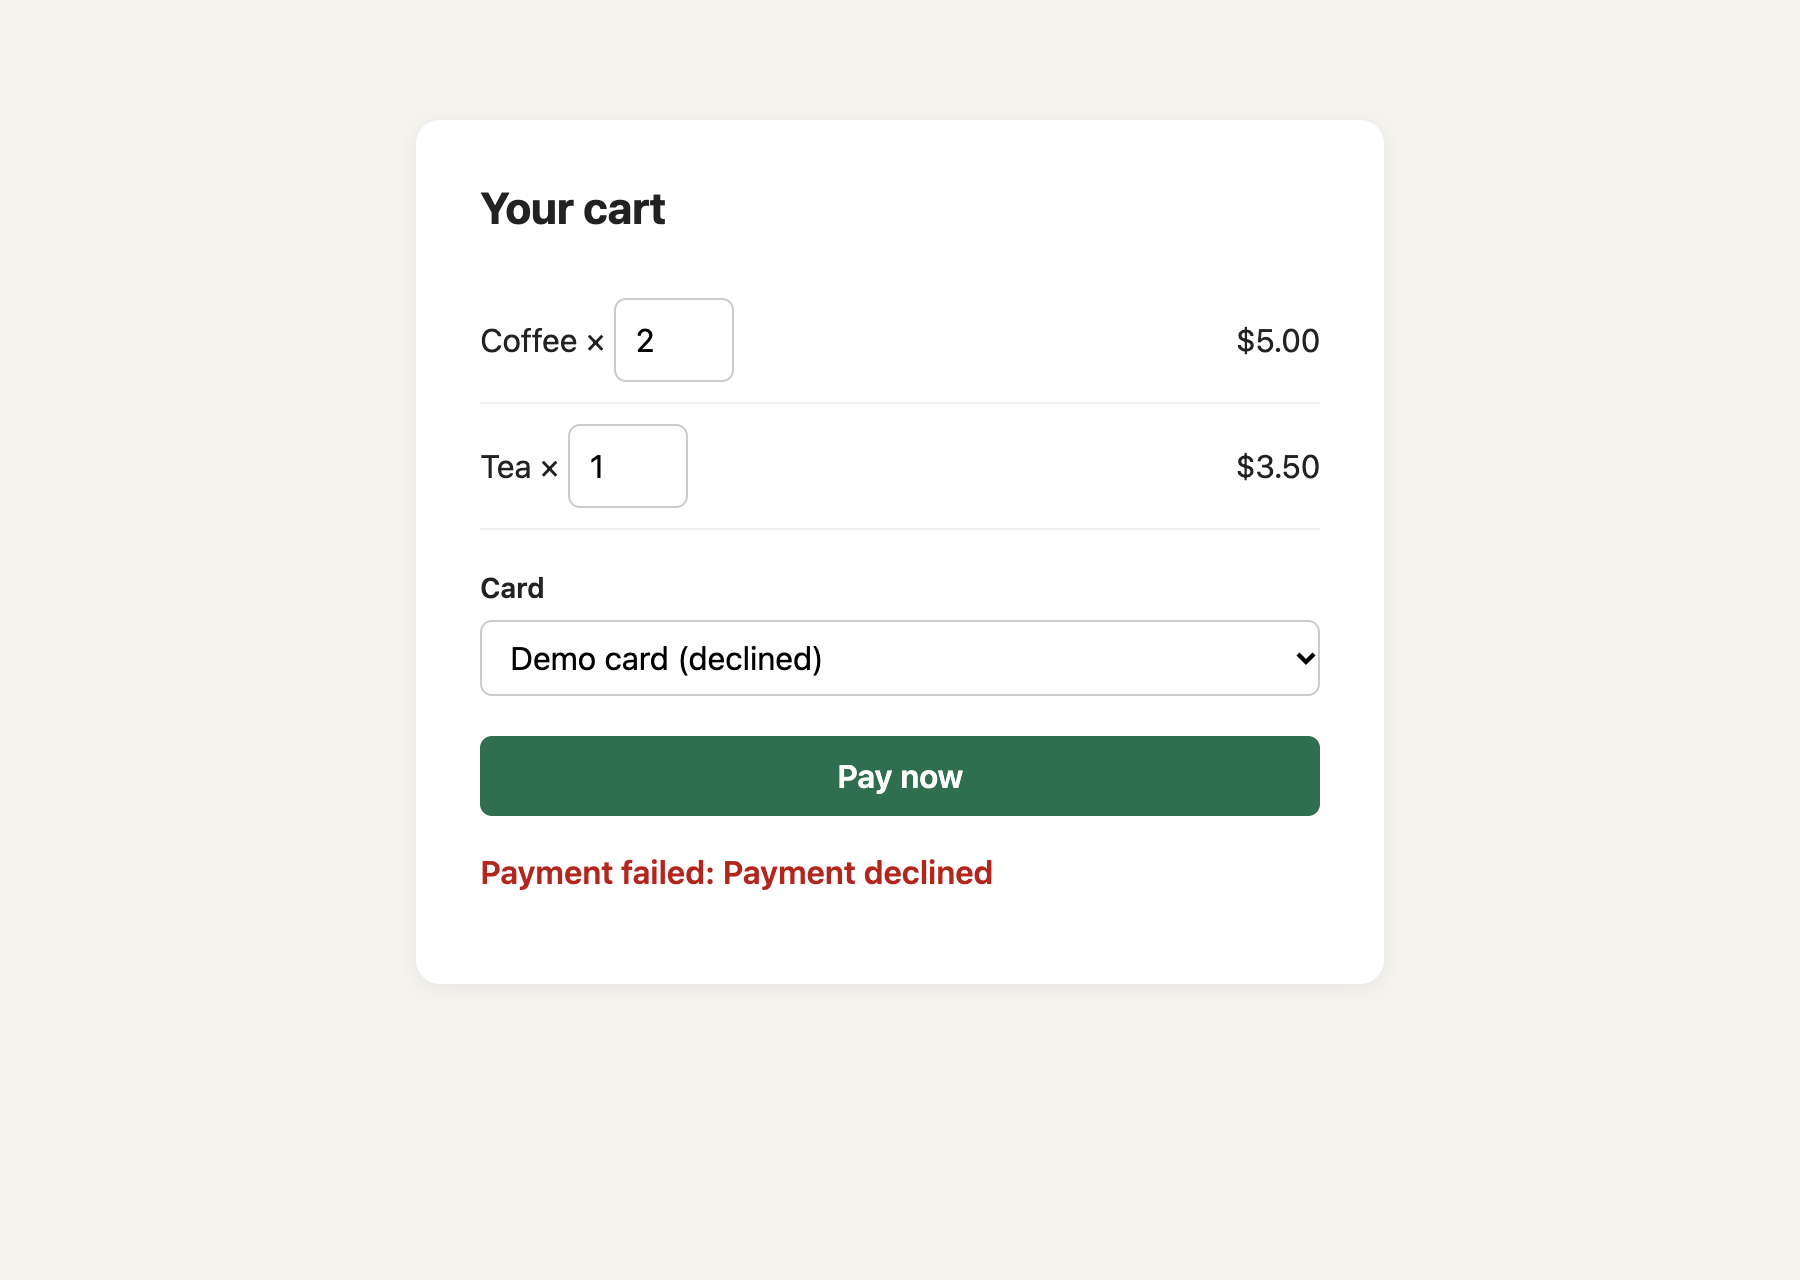 Your cart
Coffee × 2 $5.00
Tea × 1 $3.50
Card
Demo card (declined)
Pay now
Payment failed: Payment declined